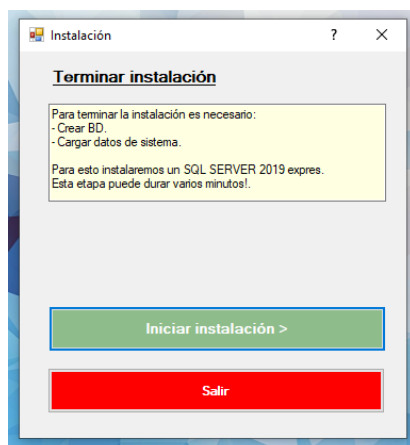 Instalación ?
Terminar instalación
Para terminar la instalación es necesario:
- Crear BD.
- Cargar datos de sistema.
Para esto instalaremos un SQL SERVER 2019 expres.
Esta etapa puede durar varios minutos!.
Iniciar instalación >
Salir